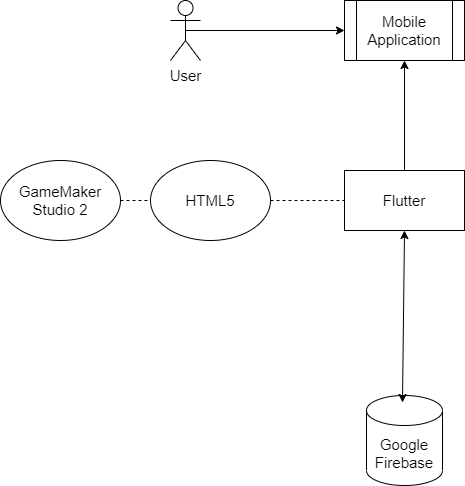 Mobile
Application
User
GameMaker
Studio 2
HTML5
Flutter
Google
Firebase